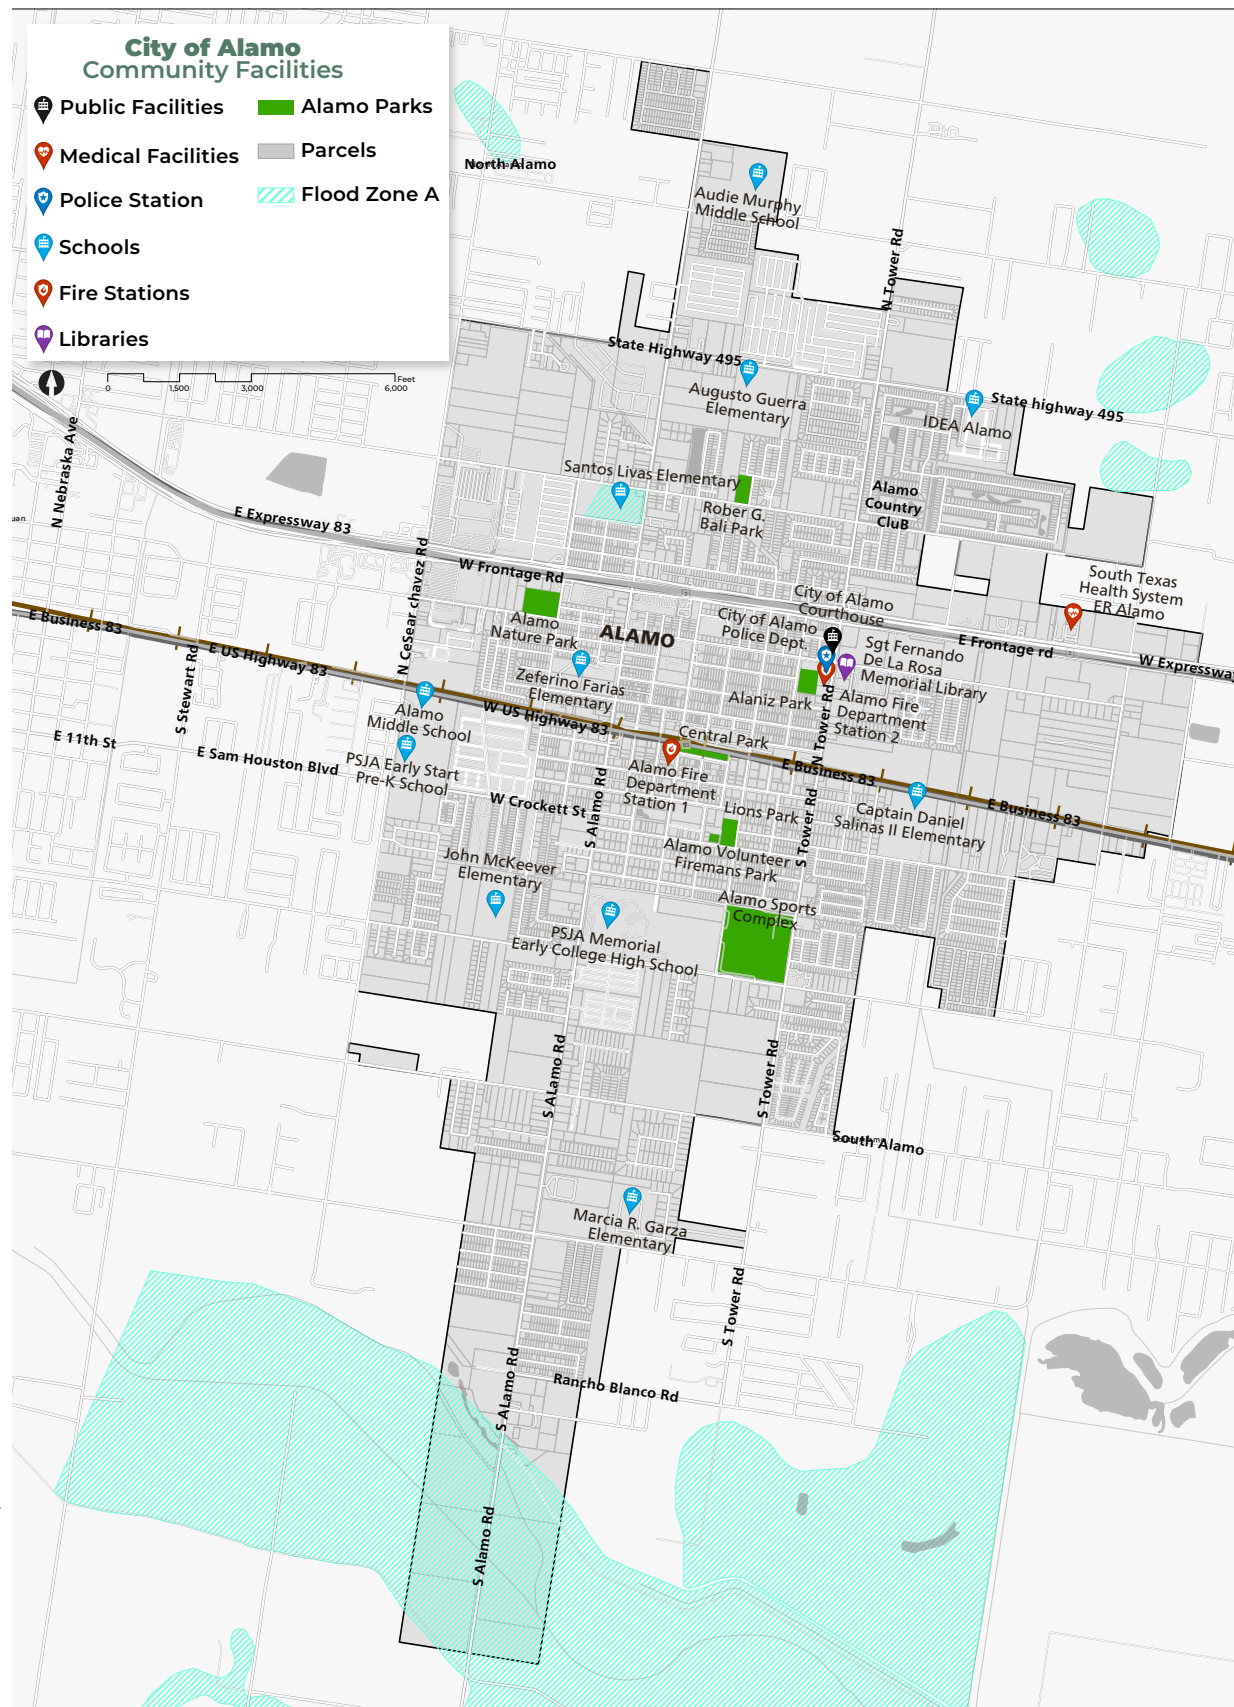 City of Alamo
Community Facilities
Public Facilities
Medical Facilities
Police Station
Schools
Fire Stations
Libraries
Alamo Parks
Parcels
Flood Zone A
0
1,500
3,000
6,000
Feet
North Alamo
Audie Murphy
Middle School
N Tower Rd
State Highway 495
Augusto Guerra
Elementary
State highway 495
IDEA Alamo
N Nebraska Ave
Santos Livas Elementary
Rober G.
Bali Park
Alamo
Country
CluB
E Expressway 83
W Frontage Rd
N CeSear chavez Rd
South Texas
Health System
ER Alamo
City of Alamo
Courthouse
City of Alamo
Police Dept.
E Frontage rd
W Expressway
Alamo
Nature Park
ALAMO
Sgt Fernando
De La Rosa
Memorial Library
E Business 83
E US Highway 83
S Stewart Rd
Zeferino Farias
Elementary
Alaniz Park
N Tower Rd
Alamo Fire
Department
Station 2
W US Highway 83
Alamo
Middle School
Central Park
E 11th St
E Sam Houston Blvd
PSJA Early Start
Pre-K School
Alamo Fire
Department
Station 1
E Business 83
E Business 83
W Crockett St
S Alamo Rd
Lions Park
S Tower Rd
Captain Daniel
Salinas II Elementary
Alamo Volunteer
Firemans Park
John McKeever
Elementary
Alamo Sports
Complex
PSJA Memorial
Early College High School
S ALamo Rd
S Tower Rd
South Alamo
Marcia R. Garza
Elementary
S Tower Rd
S ALamo Rd
Rancho Blanco Rd
S Alamo Rd